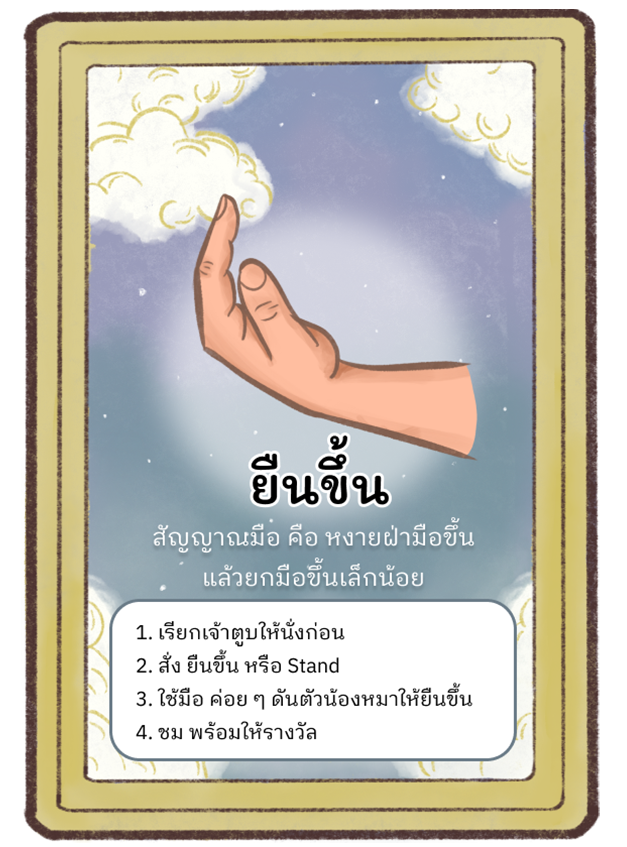 ยืนขึ้น
สัญญาณมือ คือ หงายฝ่ามือขึ้น
แล้วยกมือขึ้นเล็กน้อย
1. เรียกเจ้าตูบให้นั่งก่อน
2. สั่ง ยืนขึ้น หรือ Stand
3. ใช้มือ ค่อย ๆ ดันตัวน้องหมาให้ยืนขึ้น
4. ชม พร้อมให้รางวัล